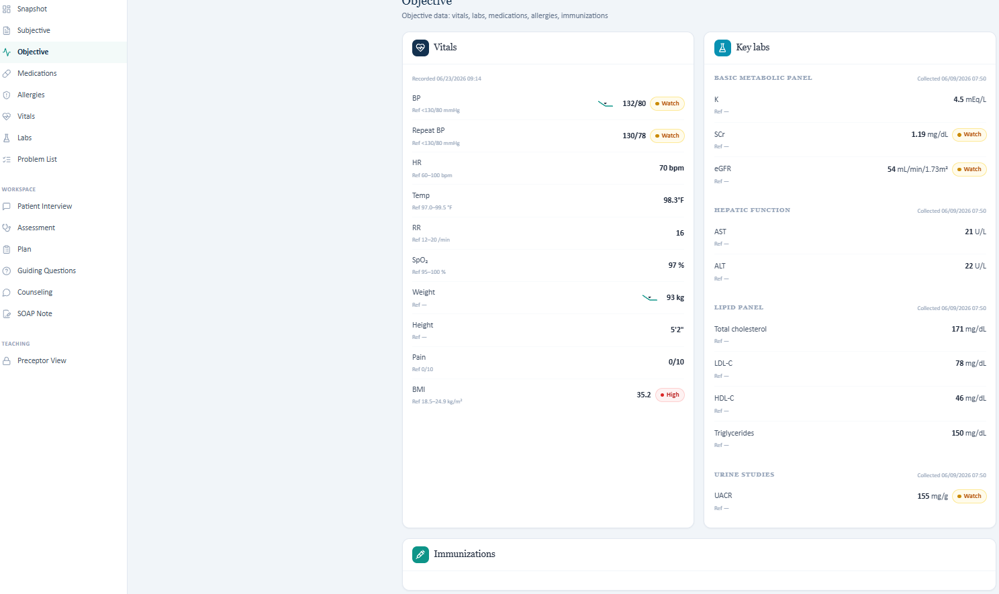 Snapshot
Subjective
Objective
Medications
Allergies
Vitals
Labs
Problem List
WORKSPACE
Patient Interview
Assessment
Plan
Guiding Questions
Counseling
SOAP Note
TEACHING
Preceptor View
Objective
Objective data: vitals, labs, medications, allergies, immunizations
Vitals
Recorded 06/23/2026 09:14
BP
Ref <130/80 mmHg
132/80 Watch
Repeat BP
Ref <130/80 mmHg
130/78 Watch
HR
Ref 60–100 bpm
70 bpm
Temp
Ref 97.0–99.5 °F
98.3°F
RR
Ref 12–20 /min
16
SpO₂
Ref 95–100 %
97 %
Weight
Ref —
93 kg
Height
Ref —
5'2"
Pain
Ref 0/10
0/10
BMI
Ref 18.5–24.9 kg/m²
35.2 High
Key labs
BASIC METABOLIC PANEL Collected 06/09/2026 07:50
K
Ref —
4.5 mEq/L
SCr
Ref —
1.19 mg/dL Watch
eGFR
Ref —
54 mL/min/1.73m² Watch
HEPATIC FUNCTION Collected 06/09/2026 07:50
AST
Ref —
21 U/L
ALT
Ref —
22 U/L
LIPID PANEL Collected 06/09/2026 07:50
Total cholesterol
Ref —
171 mg/dL
LDL-C
Ref —
78 mg/dL
HDL-C
Ref —
46 mg/dL
Triglycerides
Ref —
150 mg/dL
URINE STUDIES Collected 06/09/2026 07:50
UACR
Ref —
155 mg/g Watch
Immunizations